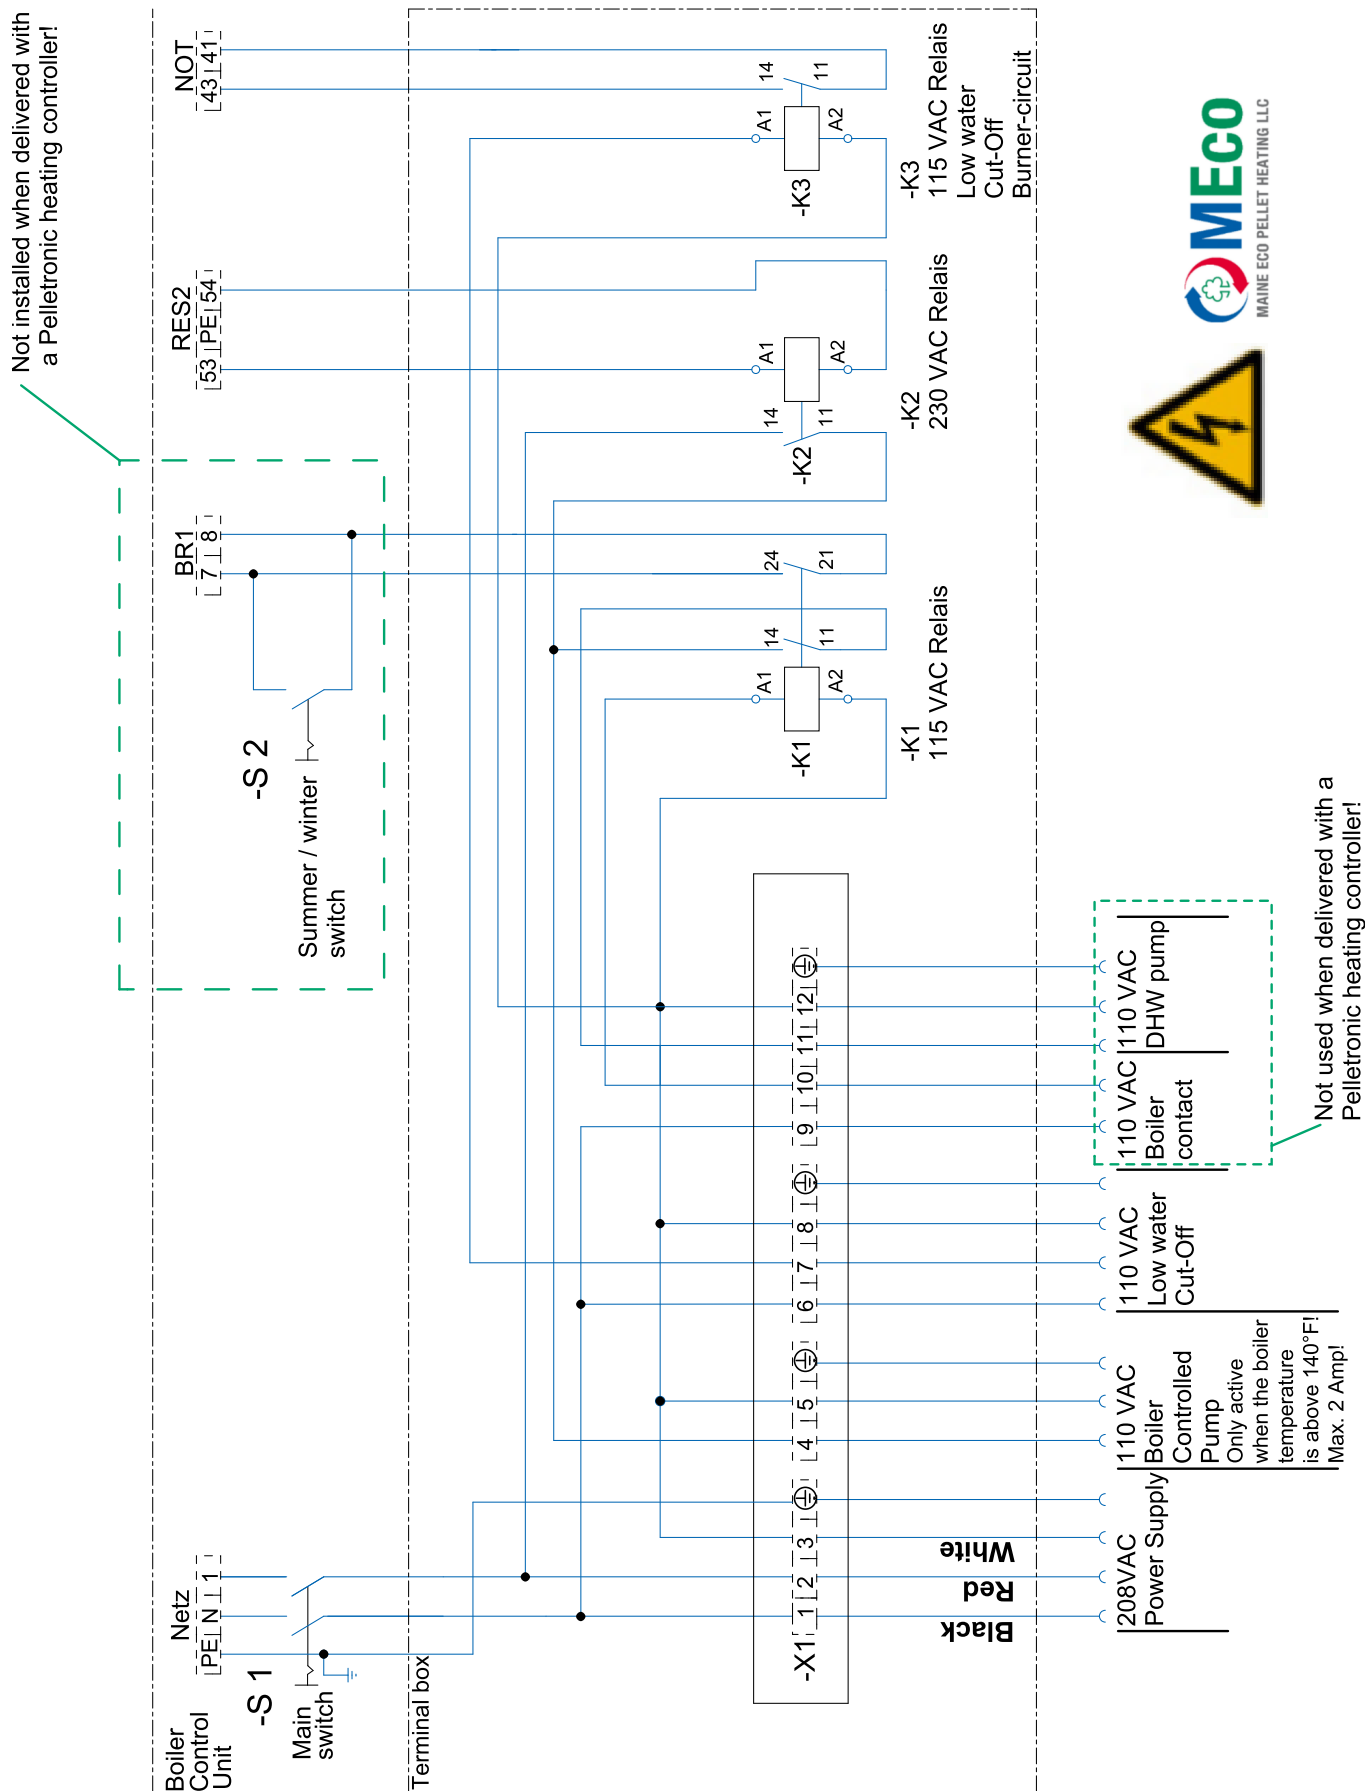 Not installed when delivered with
a Pelletronic heating controller!
Boiler
Control
Unit
Netz
PE N 1
BR1
7 8
RES2
53 PE 54
NOT
43 41
-S 1
Main
switch
-S 2
Summer / winter
switch
Terminal box
-X1
1 2 3 4 5 6 7 8 9 10 11 12
Black
Red
White
-K1
A1
A2
14
11
24
21
-K1
115 VAC Relais
-K2
14
11
A1
A2
-K2
230 VAC Relais
-K3
A1
A2
14
11
-K3
115 VAC Relais
Low water
Cut-Off
Burner-circuit
208VAC
Power Supply
110 VAC
Boiler
Controlled
Pump
Only active
when the boiler
temperature
is above 140°F!
Max. 2 Amp!
110 VAC
Low water
Cut-Off
110 VAC
Boiler
contact
110 VAC
DHW pump
Not used when delivered with a
Pelletronic heating controller!
MEco
MAINE ECO PELLET HEATING LLC